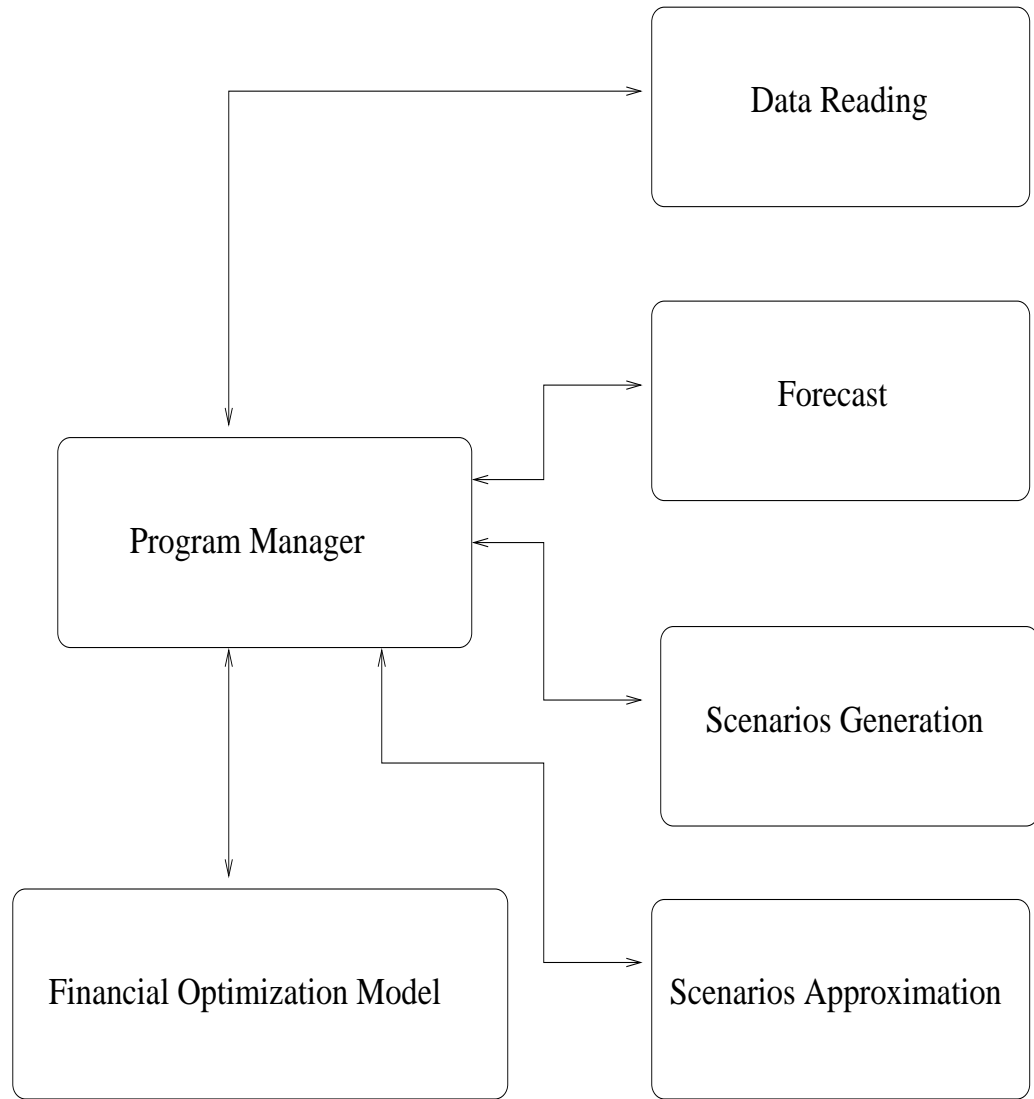 Data Reading
Forecast
Program Manager
Scenarios Generation
Financial Optimization Model
Scenarios Approximation